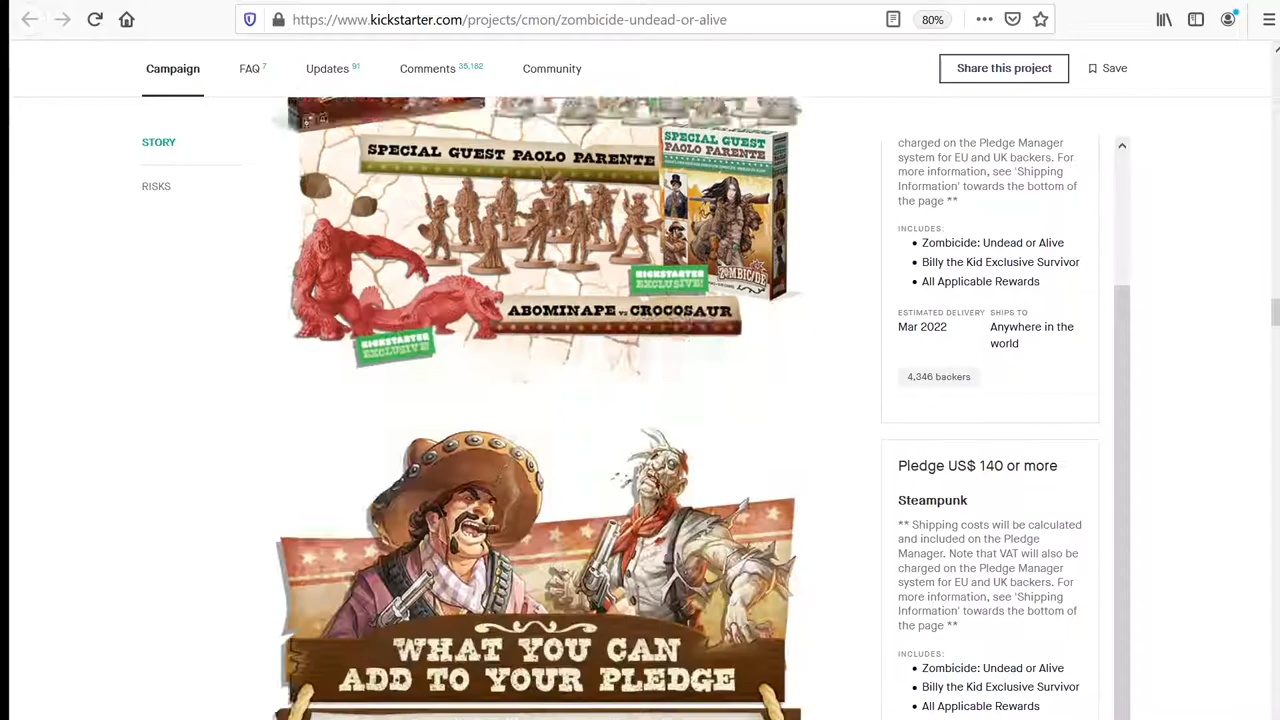 https://www.kickstarter.com/projects/cmon/zombicide-undead-or-alive
80%
Campaign
FAQ 7
Updates 91
Comments 35,182
Community
Share this project
Save
STORY
RISKS
SPECIAL GUEST PAOLO PARENTE
SPECIAL GUEST
PAOLO PARENTE
ZOMBICIDE
KICKSTARTER
EXCLUSIVE!
ABOMINAPE vs CROCOSAUR
KICKSTARTER
EXCLUSIVE!
WHAT YOU CAN
ADD TO YOUR PLEDGE
charged on the Pledge Manager
system for EU and UK backers. For
more information, see 'Shipping
Information' towards the bottom of
the page **
INCLUDES:
Zombicide: Undead or Alive
Billy the Kid Exclusive Survivor
All Applicable Rewards
ESTIMATED DELIVERY SHIPS TO
Mar 2022 Anywhere in the
world
4,346 backers
Pledge US$ 140 or more
Steampunk
** Shipping costs will be calculated
and included on the Pledge
Manager. Note that VAT will also be
charged on the Pledge Manager
system for EU and UK backers. For
more information, see 'Shipping
Information' towards the bottom of
the page **
INCLUDES:
Zombicide: Undead or Alive
Billy the Kid Exclusive Survivor
All Applicable Rewards